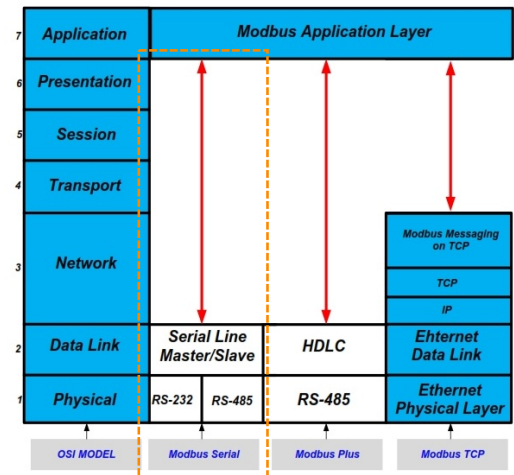 7
Application
Modbus Application Layer
6
Presentation
5
Session
4
Transport
3
Network
Modbus Messaging
on TCP
TCP
IP
2
Data Link
Serial Line
Master/Slave
HDLC
Ehternet
Data Link
1
Physical
RS-232
RS-485
RS-485
Ethernet
Physical Layer
OSI MODEL
Modbus Serial
Modbus Plus
Modbus TCP